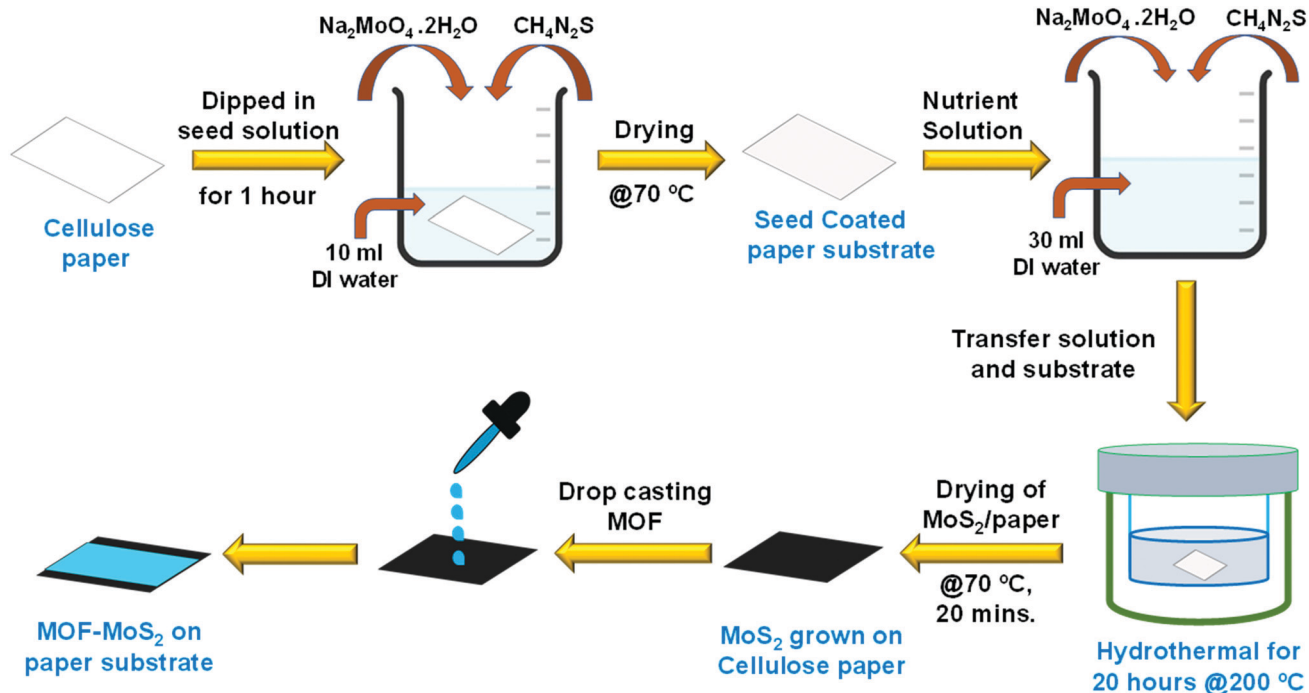 Na₂MoO₄.2H₂O
CH₄N₂S
Dipped in
seed solution
for 1 hour
Cellulose
paper
10 ml
DI water
Drying
@70 ºC
Seed Coated
paper substrate
Nutrient
Solution
Na₂MoO₄.2H₂O
CH₄N₂S
30 ml
DI water
Transfer solution
and substrate
Hydrothermal for
20 hours @200 ºC
Drying of
MoS₂/paper
@70 ºC,
20 mins.
MoS₂ grown on
Cellulose paper
Drop casting
MOF
MOF-MoS₂ on
paper substrate